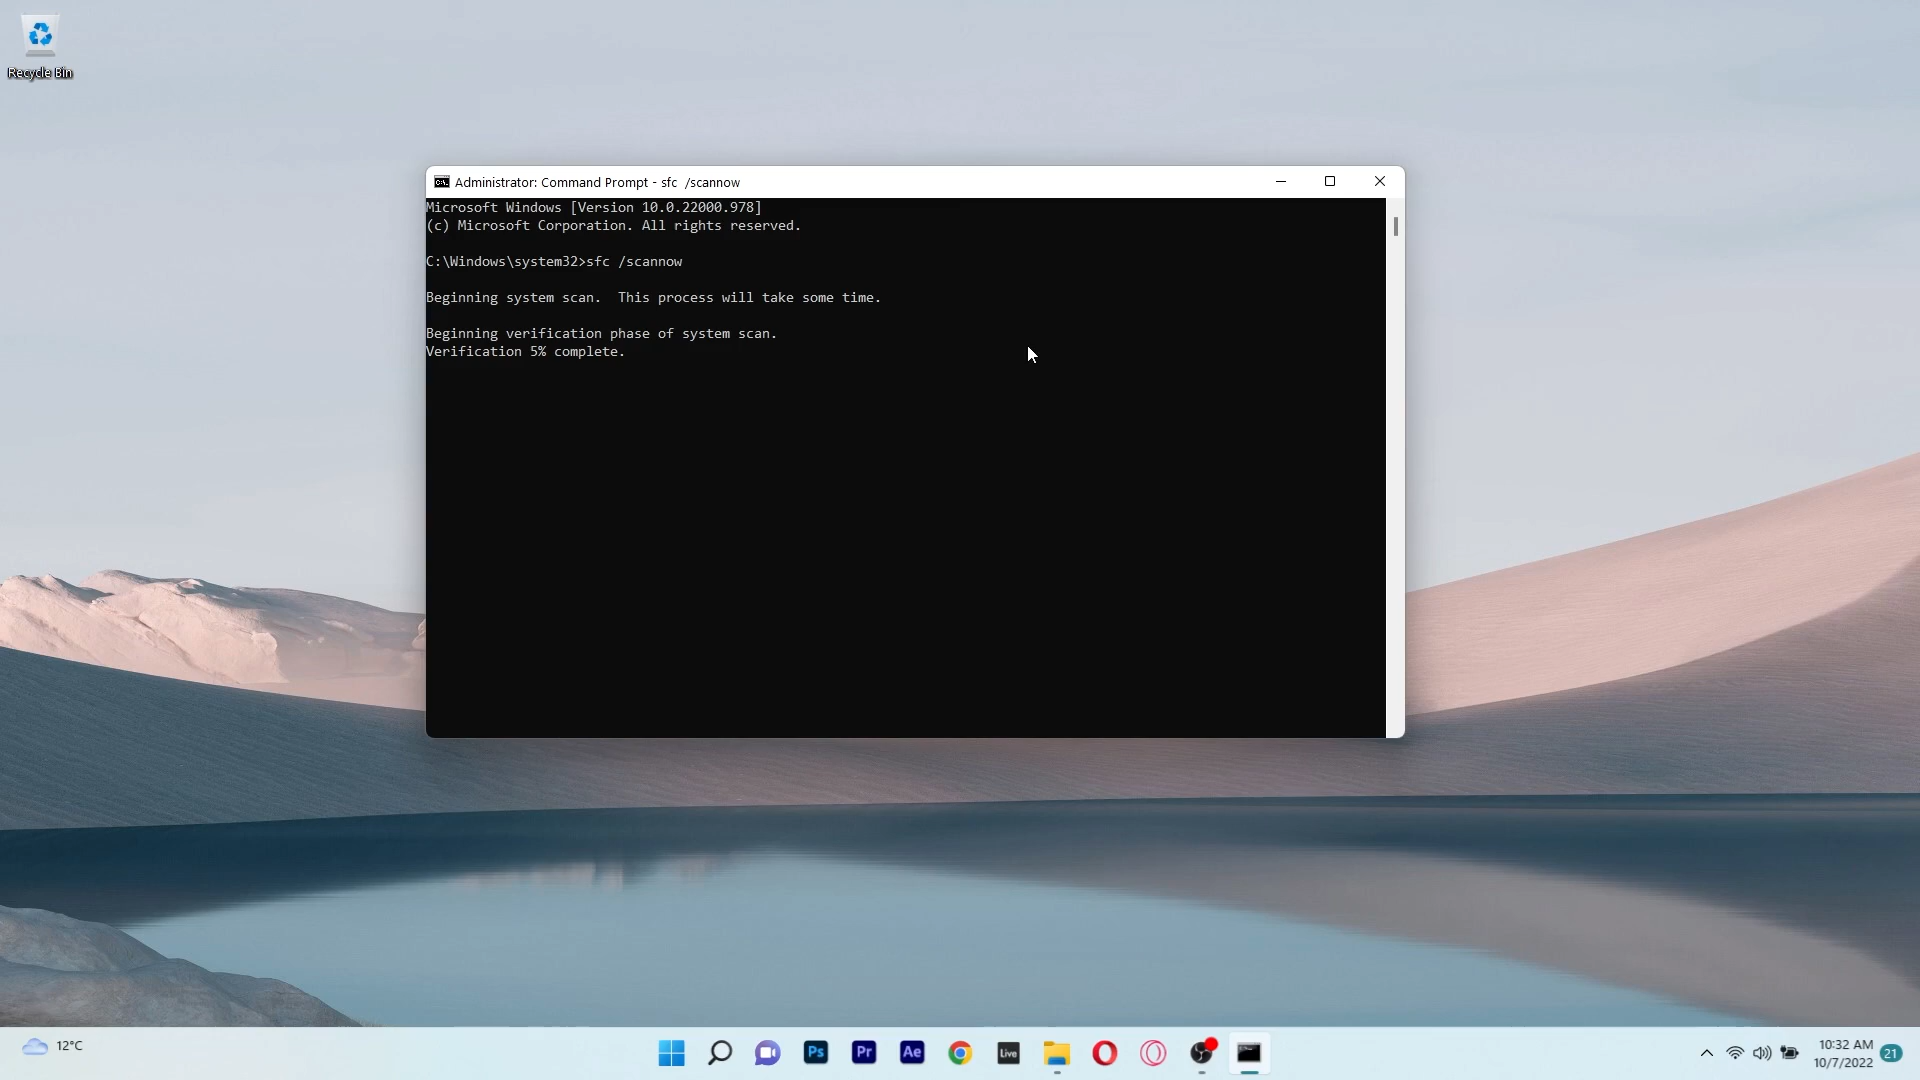 Recycle Bin
Administrator: Command Prompt - sfc  /scannow
Microsoft Windows [Version 10.0.22000.978]
(c) Microsoft Corporation. All rights reserved.
C:\Windows\system32>sfc /scannow
Beginning system scan.  This process will take some time.
Beginning verification phase of system scan.
Verification 5% complete.
12°C
Ps
Pr
Ae
Live
10:32 AM
10/7/2022
21